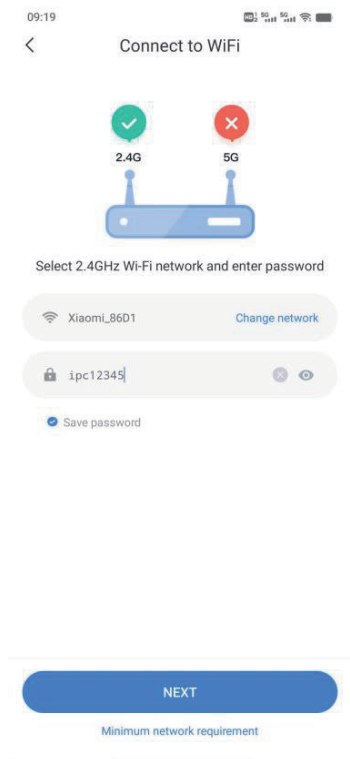 09:19
Connect to WiFi
2.4G 5G
Select 2.4GHz Wi-Fi network and enter password
Xiaomi_86D1 Change network
ipc12345
Save password
NEXT
Minimum network requirement